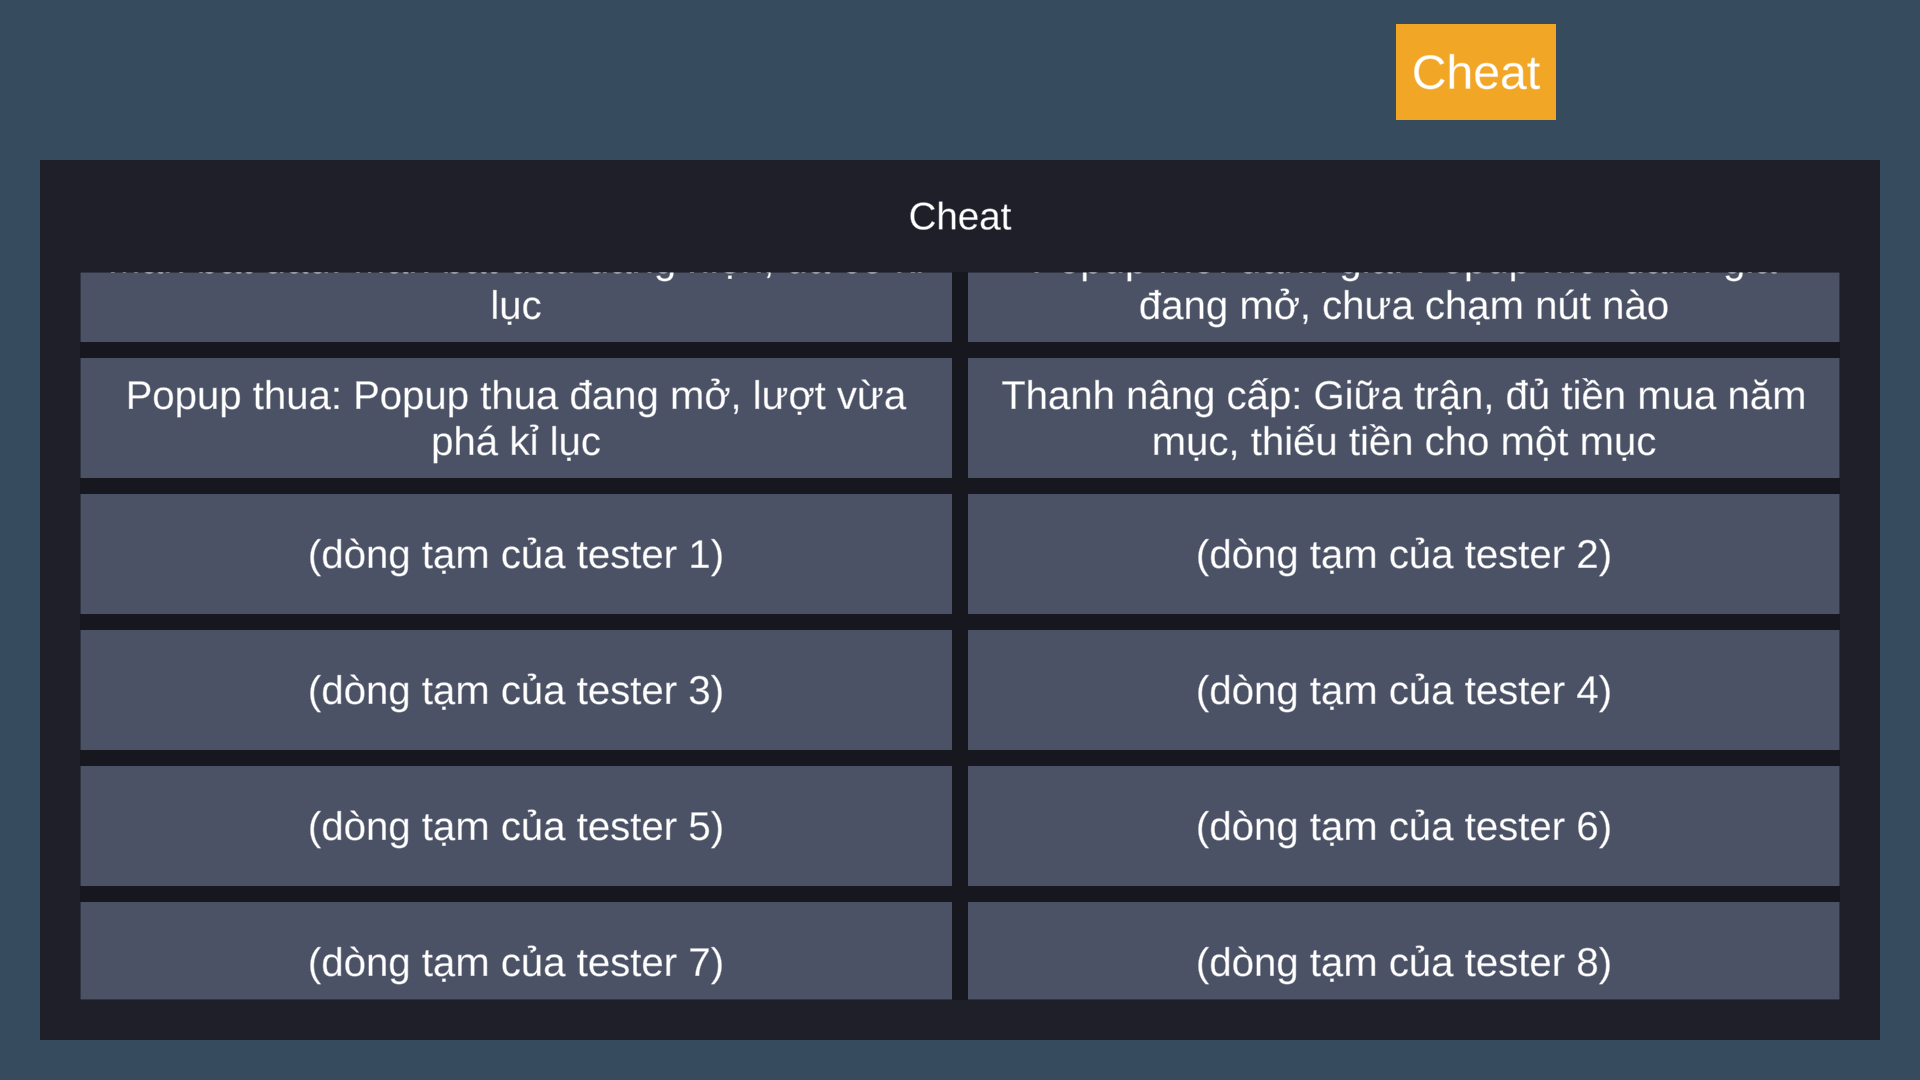 Cheat
Cheat
lục
đang mở, chưa chạm nút nào
Popup thua: Popup thua đang mở, lượt vừa
phá kỉ lục
Thanh nâng cấp: Giữa trận, đủ tiền mua năm
mục, thiếu tiền cho một mục
(dòng tạm của tester 1)
(dòng tạm của tester 2)
(dòng tạm của tester 3)
(dòng tạm của tester 4)
(dòng tạm của tester 5)
(dòng tạm của tester 6)
(dòng tạm của tester 7)
(dòng tạm của tester 8)